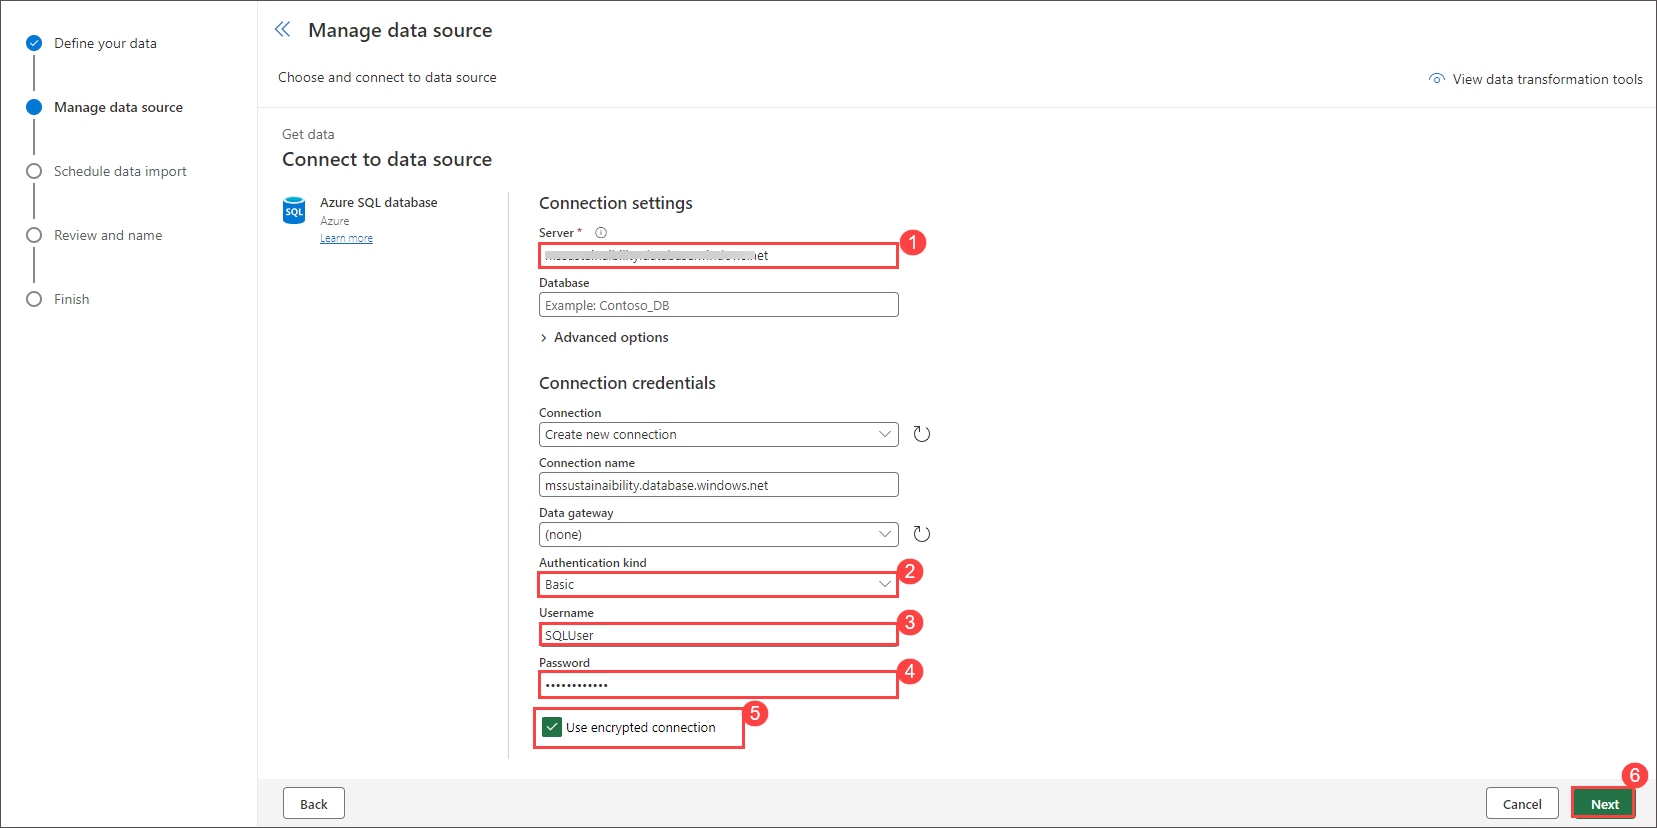 Define your data
Manage data source
Schedule data import
Review and name
Finish
Manage data source
Choose and connect to data source
View data transformation tools
Get data
Connect to data source
SQL
Azure SQL database
Azure
Learn more
Connection settings
Server *
1
net
Database
Example: Contoso_DB
Advanced options
Connection credentials
Connection
Create new connection
Connection name
mssustainaibility.database.windows.net
Data gateway
(none)
Authentication kind
2
Basic
Username
3
SQLUser
Password
4
••••••••••••
5
Use encrypted connection
6
Back
Cancel
Next